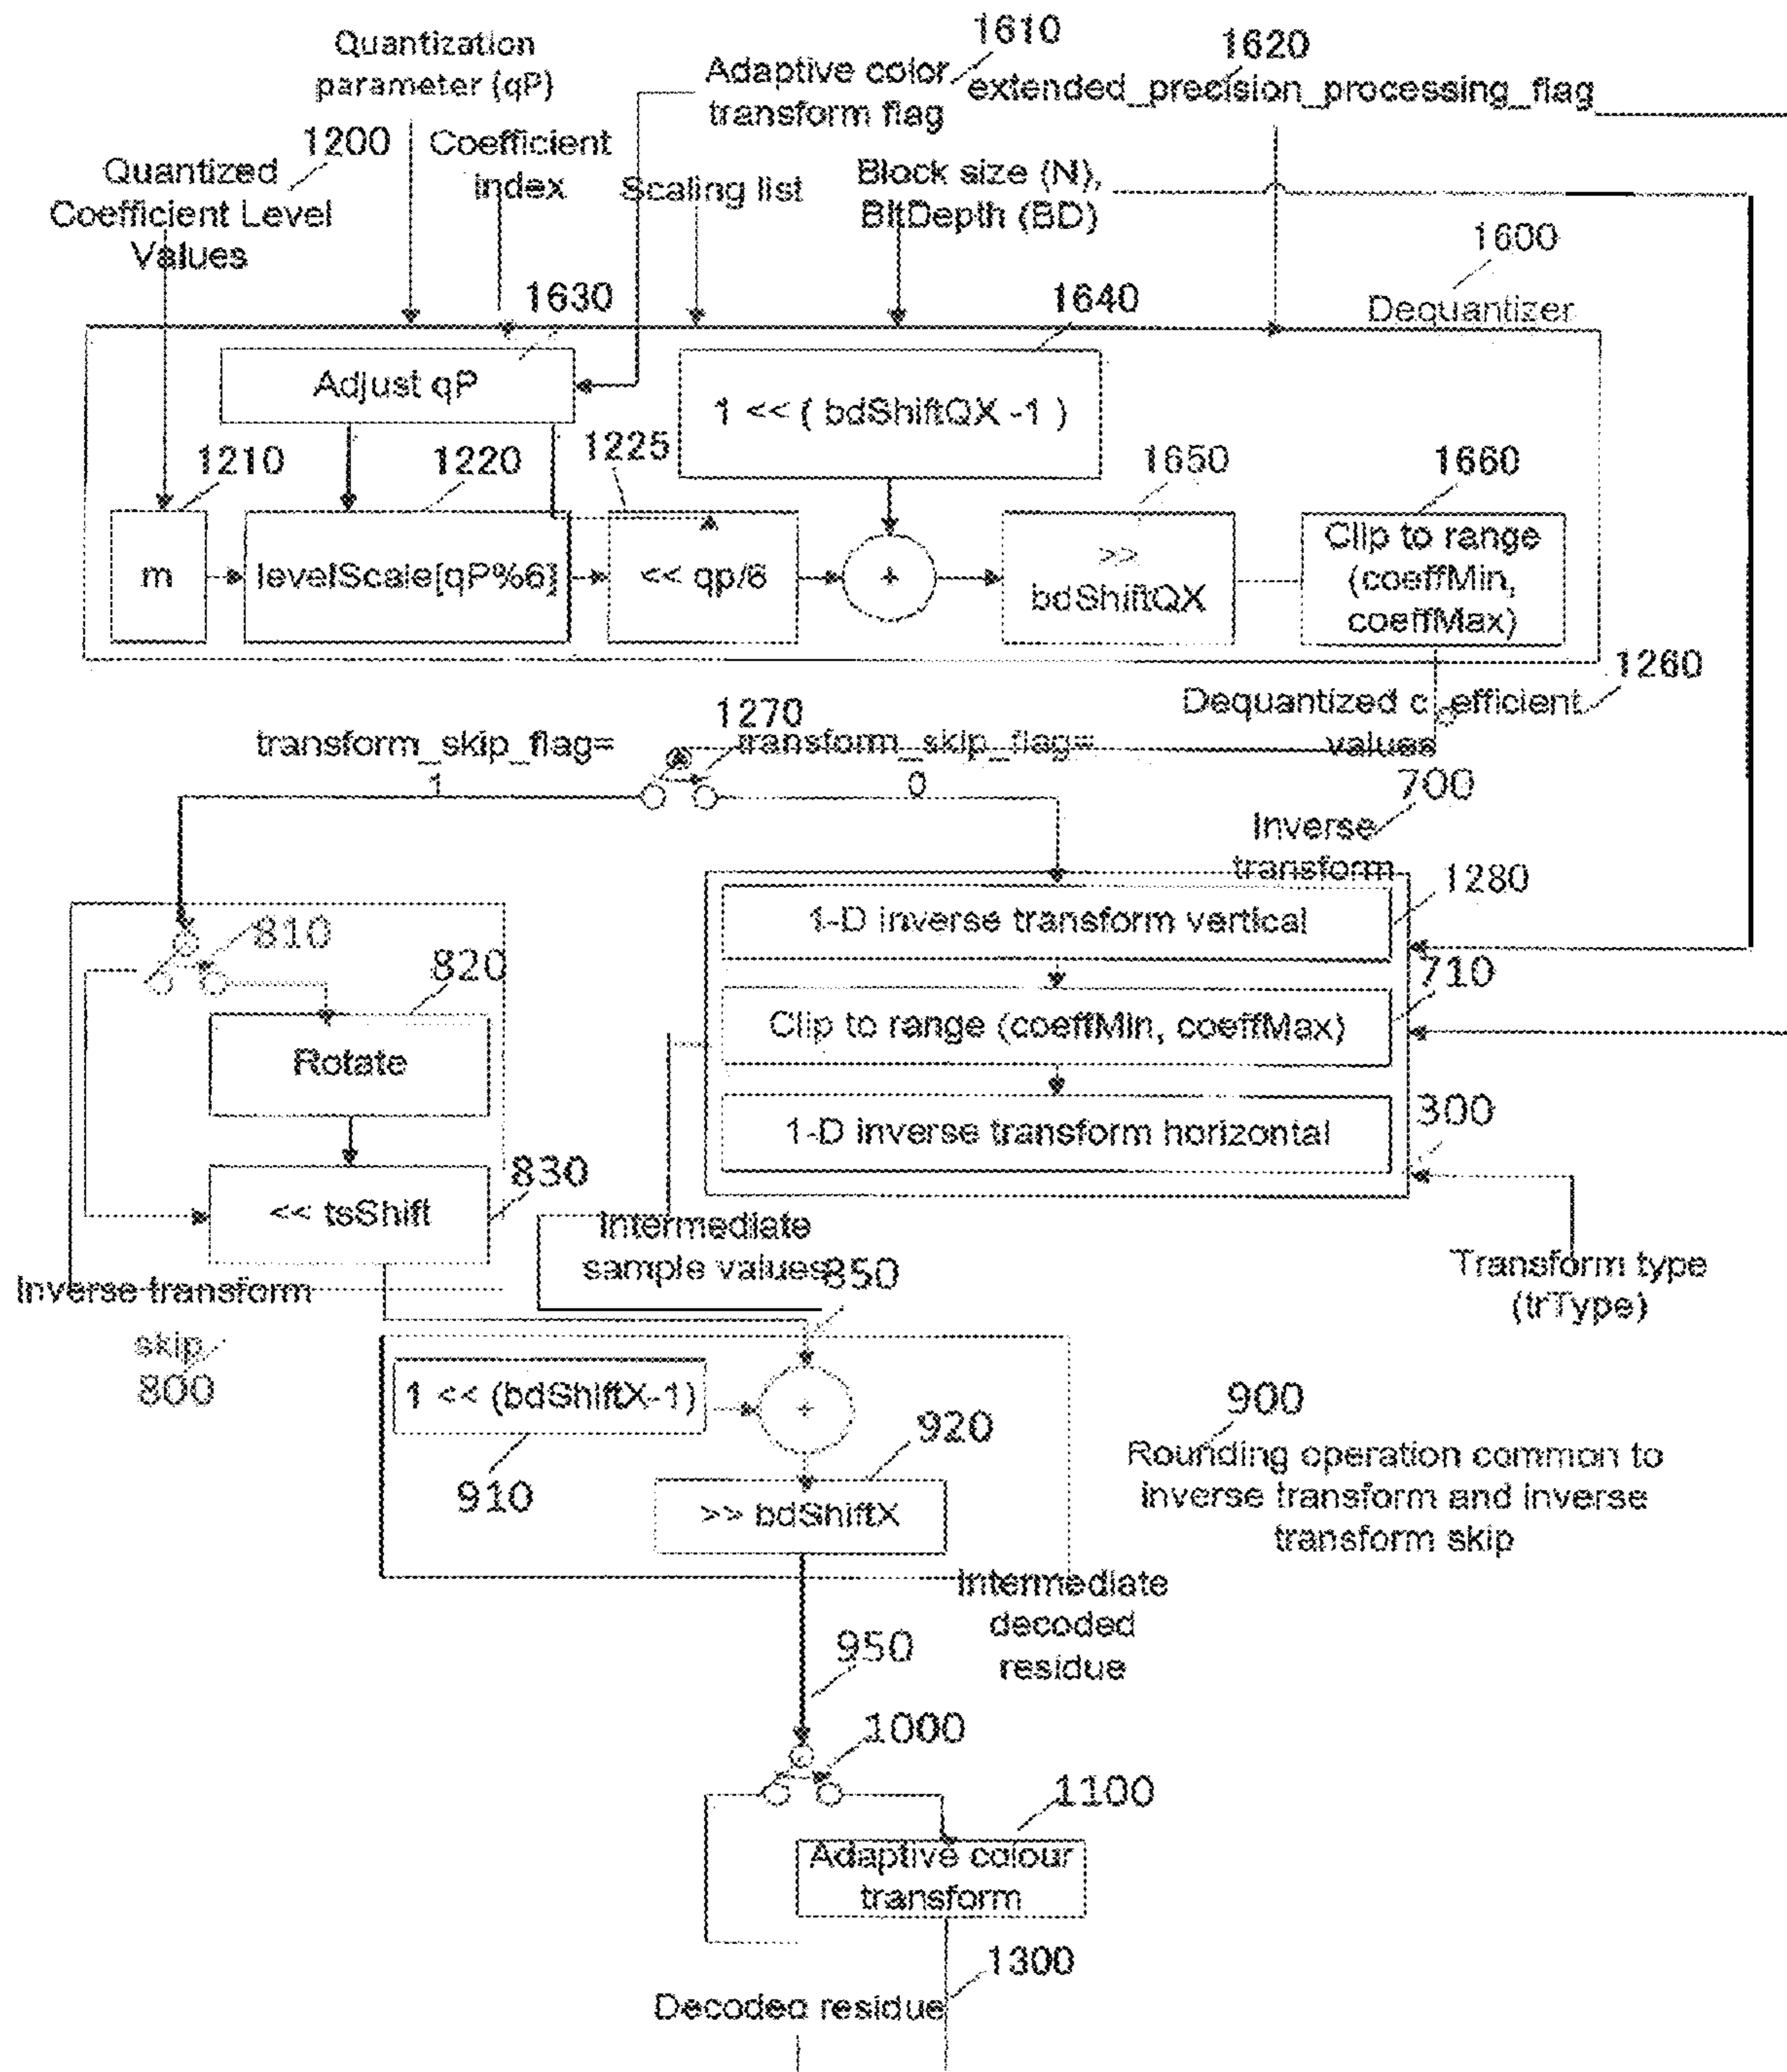 Quantization
parameter (qP)
1610
Adaptive color
transform flag
1620
extended_precision_processing_flag
1200
Quantized
Coefficient Level
Values
Coefficient
index
Scaling list
Block size (N),
BitDepth (BD)
1600
Dequantizer
1630
1640
Adjust qP
1 << ( bdShiftQX -1 )
1210
1220
1225
1650
1660
m
levelScale[qP%6]
<< qp/6
+
>>
bdShiftQX
Clip to range
(coeffMin,
coeffMax)
1260
Dequantized c efficient
values
1270
transform_skip_flag=
1
transform_skip_flag=
0
700
Inverse
transform
1280
1-D inverse transform vertical
810
820
710
Clip to range (coeffMin, coeffMax)
Rotate
300
1-D inverse transform horizontal
830
<< tsShift
Intermediate
sample values
850
Transform type
(trType)
Inverse transform
skip
800
1 << (bdShiftX-1)
+
900
Rounding operation common to
inverse transform and inverse
transform skip
920
910
>> bdShiftX
Intermediate
decoded
residue
950
1000
1100
Adaptive colour
transform
1300
Decoded residue